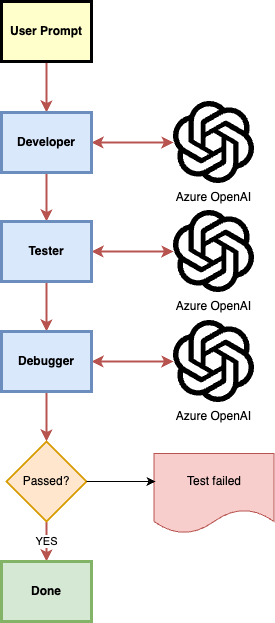 User Prompt
Developer
Azure OpenAI
Tester
Azure OpenAI
Debugger
Azure OpenAI
Passed?
Test failed
YES
Done